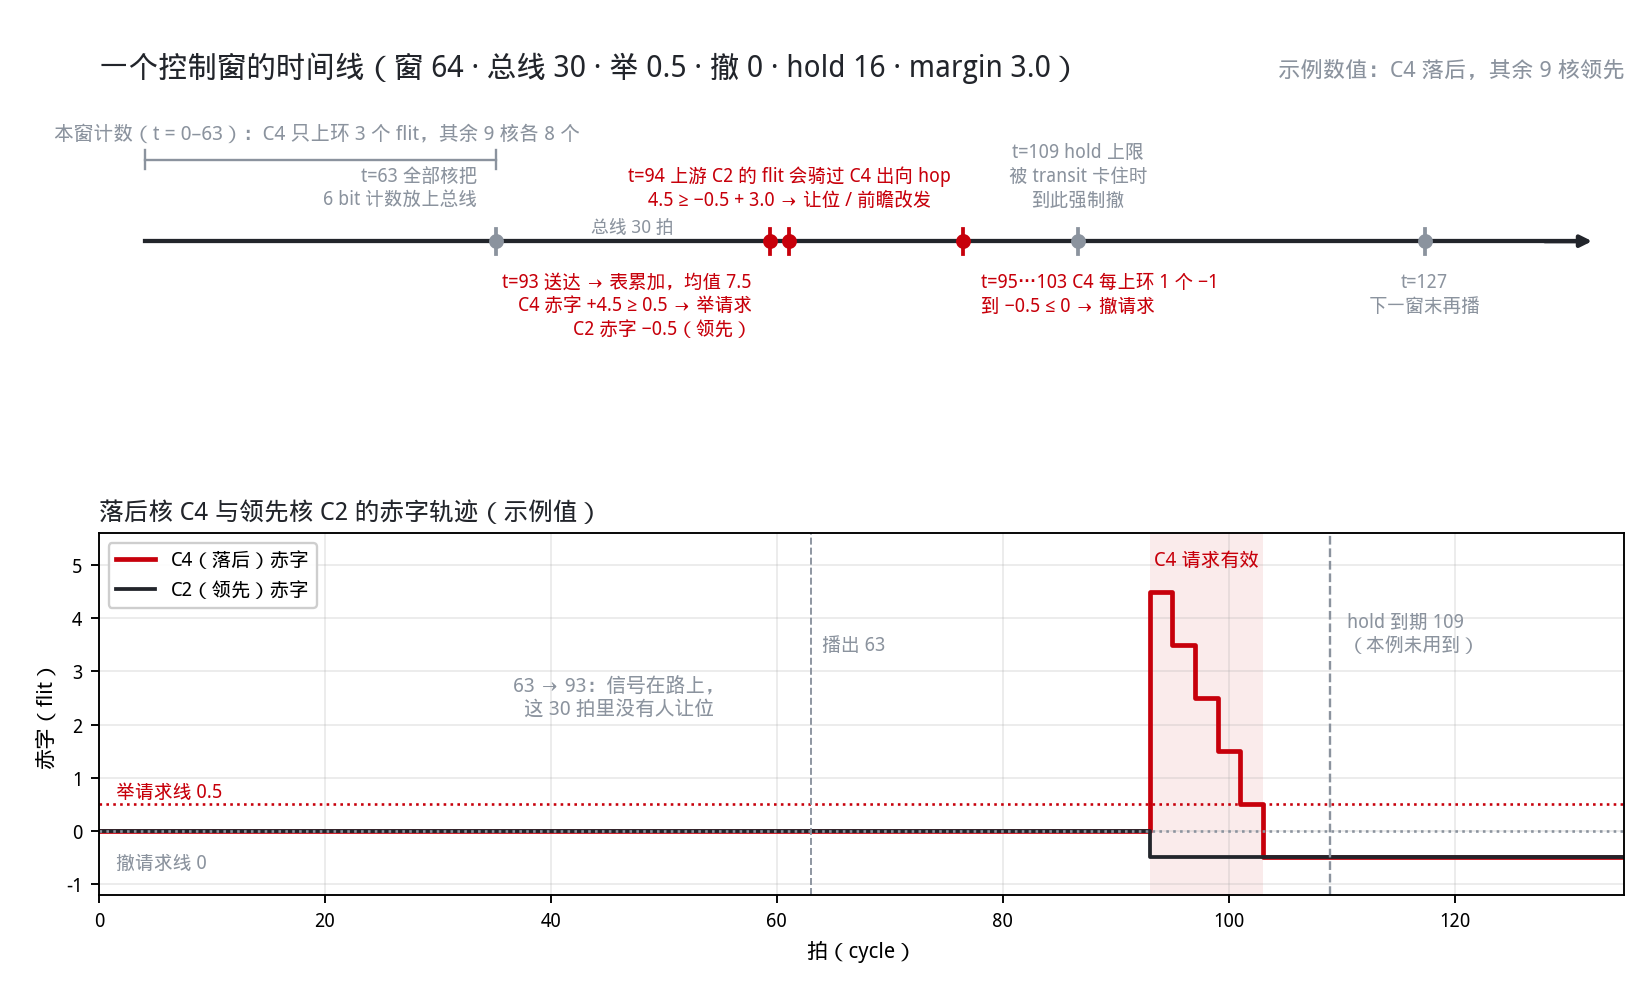 一个控制窗的时间线（窗 64 · 总线 30 · 举 0.5 · 撤 0 · hold 16 · margin 3.0）
示例数值：C4 落后，其余 9 核领先
本窗计数（t = 0–63）：C4 只上环 3 个 flit，其余 9 核各 8 个
t=63 全部核把
6 bit 计数放上总线
总线 30 拍
t=94 上游 C2 的 flit 会骑过 C4 出向 hop
4.5 ≥ −0.5 + 3.0 → 让位 / 前瞻改发
t=109 hold 上限
被 transit 卡住时
到此强制撤
t=93 送达 → 表累加，均值 7.5
C4 赤字 +4.5 ≥ 0.5 → 举请求
C2 赤字 −0.5（领先）
t=95⋯103 C4 每上环 1 个 −1
到 −0.5 ≤ 0 → 撤请求
t=127
下一窗末再播
落后核 C4 与领先核 C2 的赤字轨迹（示例值）
C4（落后）赤字
C2（领先）赤字
C4 请求有效
hold 到期 109
（本例未用到）
播出 63
63 → 93：信号在路上，
这 30 拍里没有人让位
举请求线 0.5
撤请求线 0
赤字（flit）
5
4
3
2
1
0
-1
0
20
40
60
80
100
120
拍（cycle）